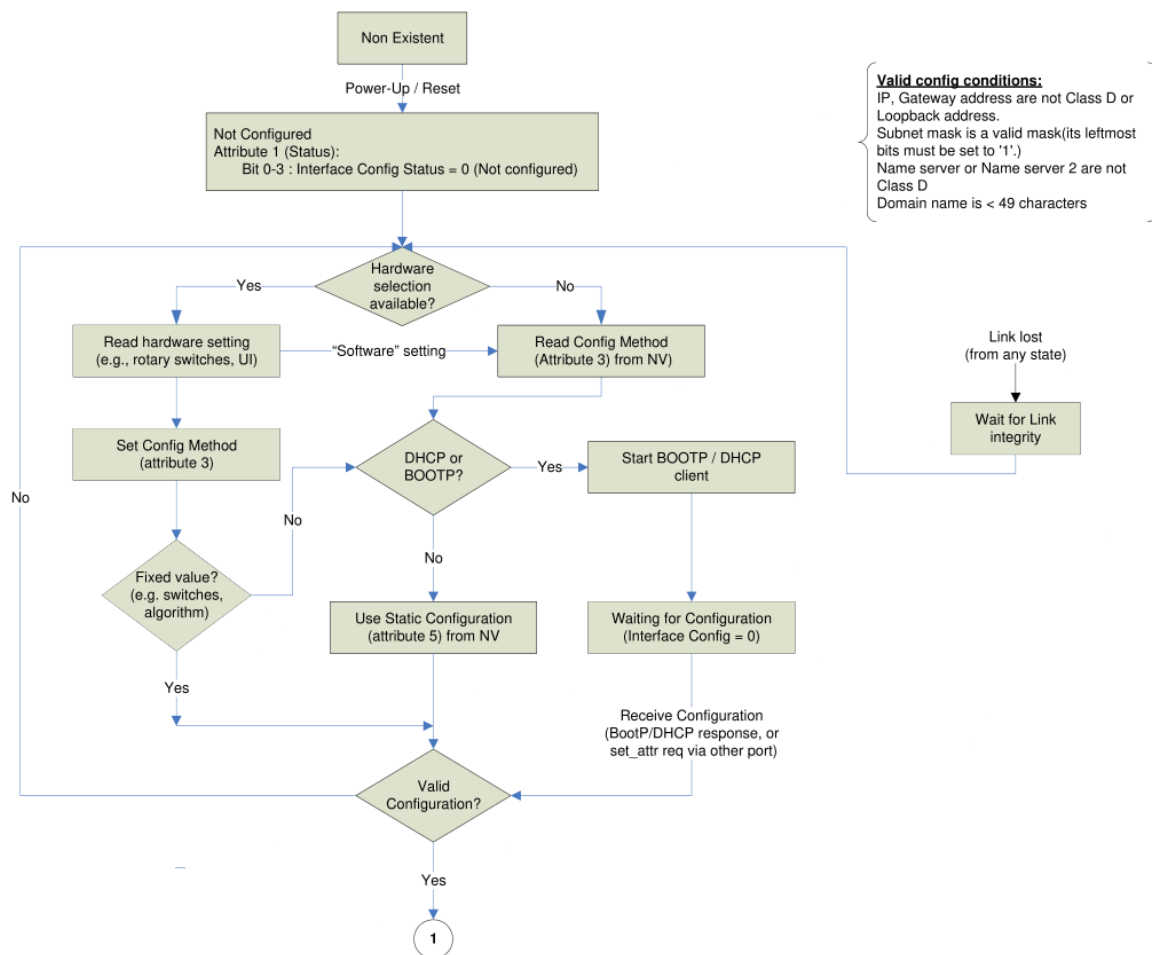 Non Existent
Power-Up / Reset
Valid config conditions:
IP, Gateway address are not Class D or
Loopback address.
Subnet mask is a valid mask(its leftmost
bits must be set to '1'.)
Name server or Name server 2 are not
Class D
Domain name is < 49 characters
Not Configured
Attribute 1 (Status):
Bit 0-3 : Interface Config Status = 0 (Not configured)
Hardware
selection
available?
Yes
No
Read hardware setting
(e.g., rotary switches, UI)
“Software” setting
Read Config Method
(Attribute 3) from NV)
Link lost
(from any state)
Wait for Link
integrity
Set Config Method
(attribute 3)
DHCP or
BOOTP?
Yes
Start BOOTP / DHCP
client
No
No
No
Fixed value?
(e.g. switches,
algorithm)
Use Static Configuration
(attribute 5) from NV
Waiting for Configuration
(Interface Config = 0)
Yes
Receive Configuration
(BootP/DHCP response, or
set_attr req via other port)
Valid
Configuration?
Yes
1